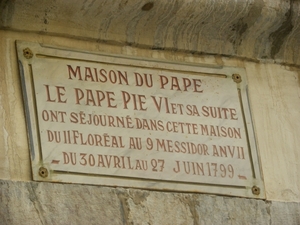 MAISON DU PAPE
LE PAPE PIE VI ET SA SUITE
ONT SÉJOURNÉ DANS CETTE MAISON
DU 11 FLORÉAL AU 9 MESSIDOR AN VII
- DU 30 AVRIL AU 27 JUIN 1799 -